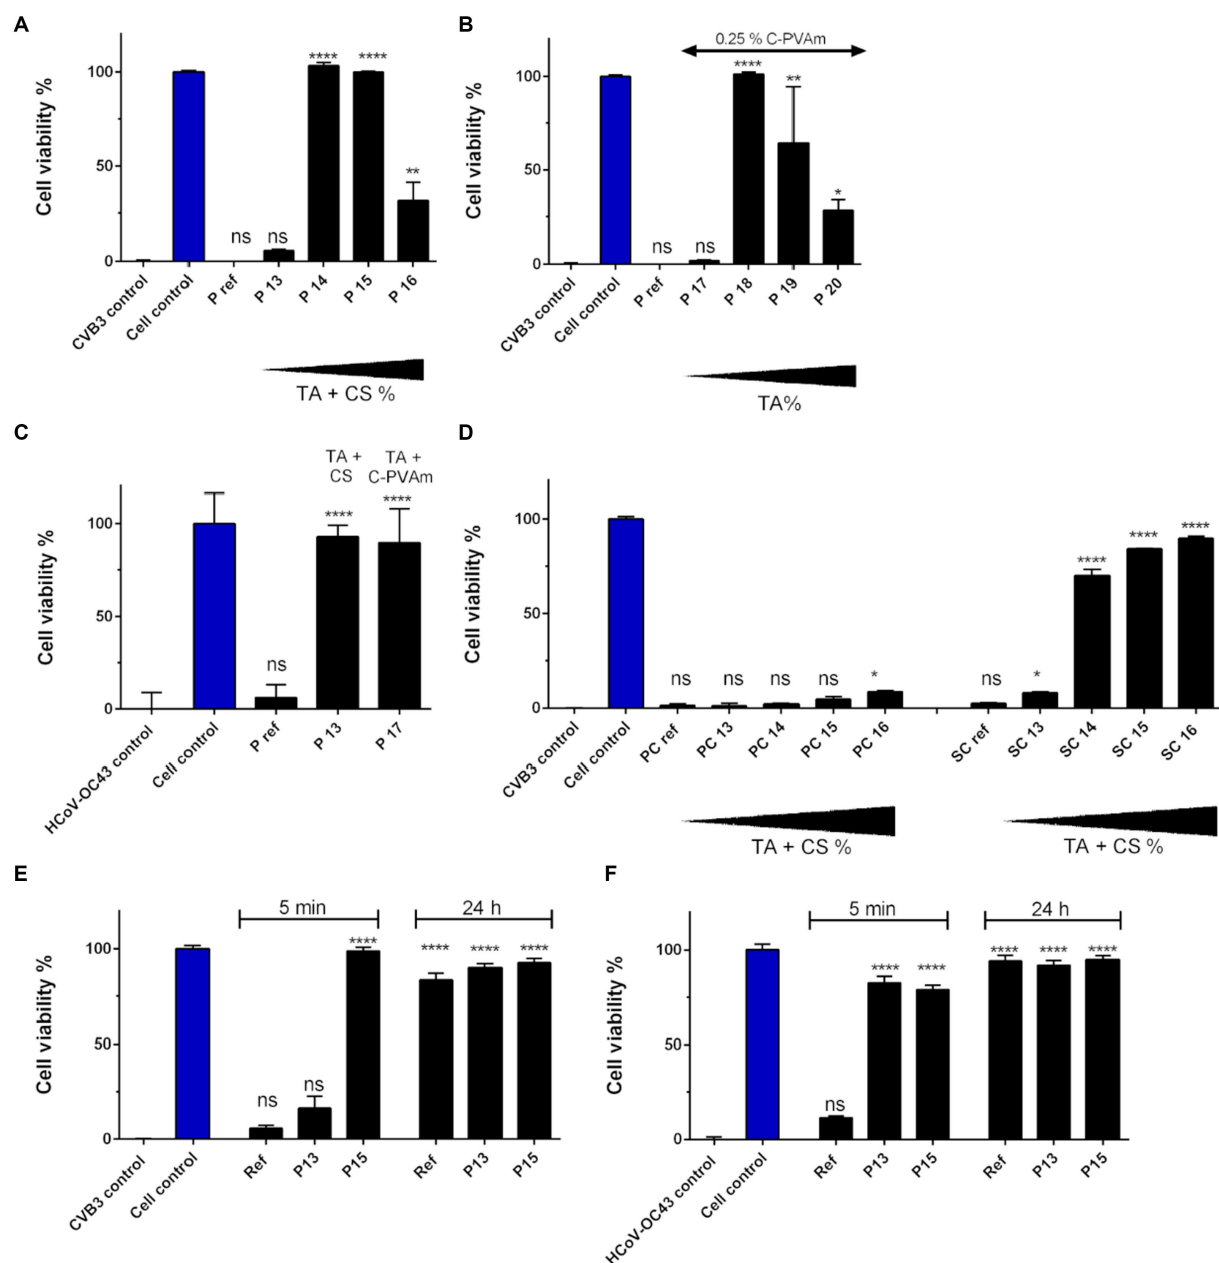 A
Cell viability %
100
50
0
**** ****
**
ns ns
CVB3 control
Cell control
P ref
P 13
P 14
P 15
P 16
TA + CS %
B
0.25 % C-PVAm
Cell viability %
100
50
0
****
**
*
ns ns
CVB3 control
Cell control
P ref
P 17
P 18
P 19
P 20
TA%
C
TA + TA +
CS C-PVAm
Cell viability %
100
50
0
****
****
ns
HCoV-OC43 control
Cell control
P ref
P 13
P 17
D
Cell viability %
100
50
0
ns ns ns ns *
ns * **** **** ****
CVB3 control
Cell control
PC ref
PC 13
PC 14
PC 15
PC 16
SC ref
SC 13
SC 14
SC 15
SC 16
TA + CS % TA + CS %
E
5 min 24 h
Cell viability %
100
50
0
ns ns **** **** **** ****
CVB3 control
Cell control
Ref
P13
P15
Ref
P13
P15
F
5 min 24 h
Cell viability %
100
50
0
ns **** **** **** **** ****
HCoV-OC43 control
Cell control
Ref
P13
P15
Ref
P13
P15